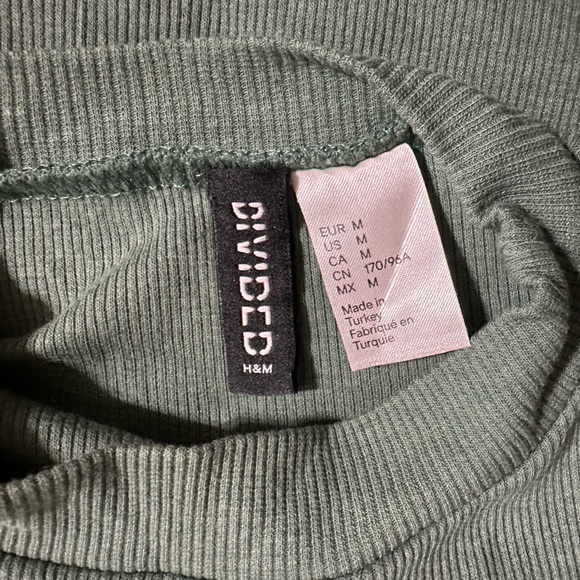 DIVIDED
H&M
EUR M
US M
CA M
CN 170/96A
MX M
Made in
Turkey
Fabriqué en
Turquie